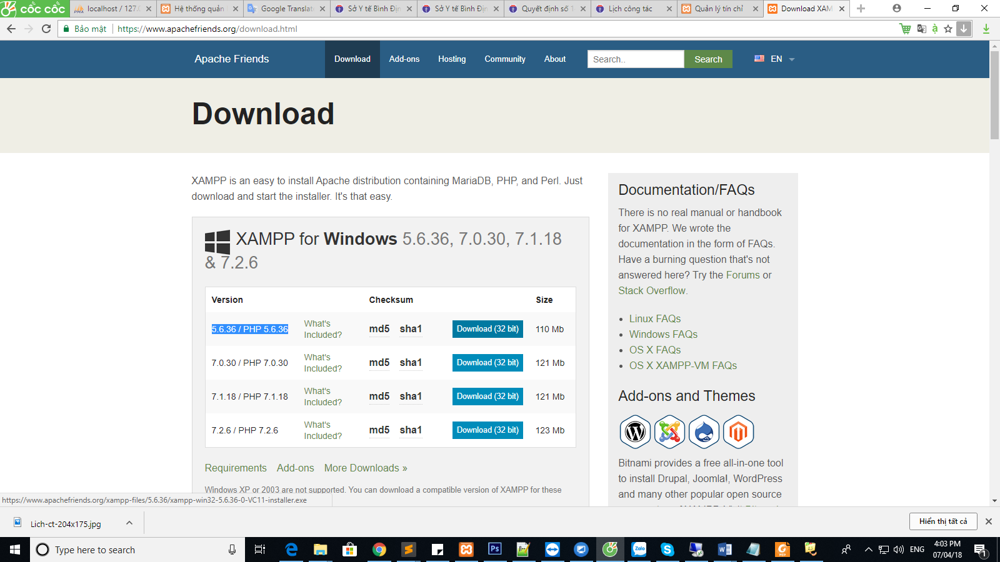 cốc cốc
localhost / 127.0
Hệ thống quản
Google Translat
Sở Y tế Bình Địn
Sở Y tế Bình Địn
Quyết định số 1
Lịch công tác
Quản lý tín chỉ
Download XAM
Bảo mật
https://www.apachefriends.org/download.html
Apache Friends
Download
Add-ons
Hosting
Community
About
Search..
Search
EN
Download
XAMPP is an easy to install Apache distribution containing MariaDB, PHP, and Perl. Just
download and start the installer. It's that easy.
XAMPP for Windows 5.6.36, 7.0.30, 7.1.18
& 7.2.6
Version Checksum Size
5.6.36 / PHP 5.6.36 What's Included? md5 sha1 Download (32 bit) 110 Mb
7.0.30 / PHP 7.0.30 What's Included? md5 sha1 Download (32 bit) 121 Mb
7.1.18 / PHP 7.1.18 What's Included? md5 sha1 Download (32 bit) 121 Mb
7.2.6 / PHP 7.2.6 What's Included? md5 sha1 Download (32 bit) 123 Mb
Requirements Add-ons More Downloads »
Windows XP or 2003 are not supported. You can download a compatible version of XAMPP for these
Documentation/FAQs
There is no real manual or handbook
for XAMPP. We wrote the
documentation in the form of FAQs.
Have a burning question that's not
answered here? Try the Forums or
Stack Overflow.
Linux FAQs
Windows FAQs
OS X FAQs
OS X XAMPP-VM FAQs
Add-ons and Themes
Bitnami provides a free all-in-one tool
to install Drupal, Joomla!, WordPress
and many other popular open source
https://www.apachefriends.org/xampp-files/5.6.36/xampp-win32-5.6.36-0-VC11-installer.exe
Lich-ct-204x175.jpg
Hiển thị tất cả
Type here to search
ENG
4:03 PM
07/04/18
1